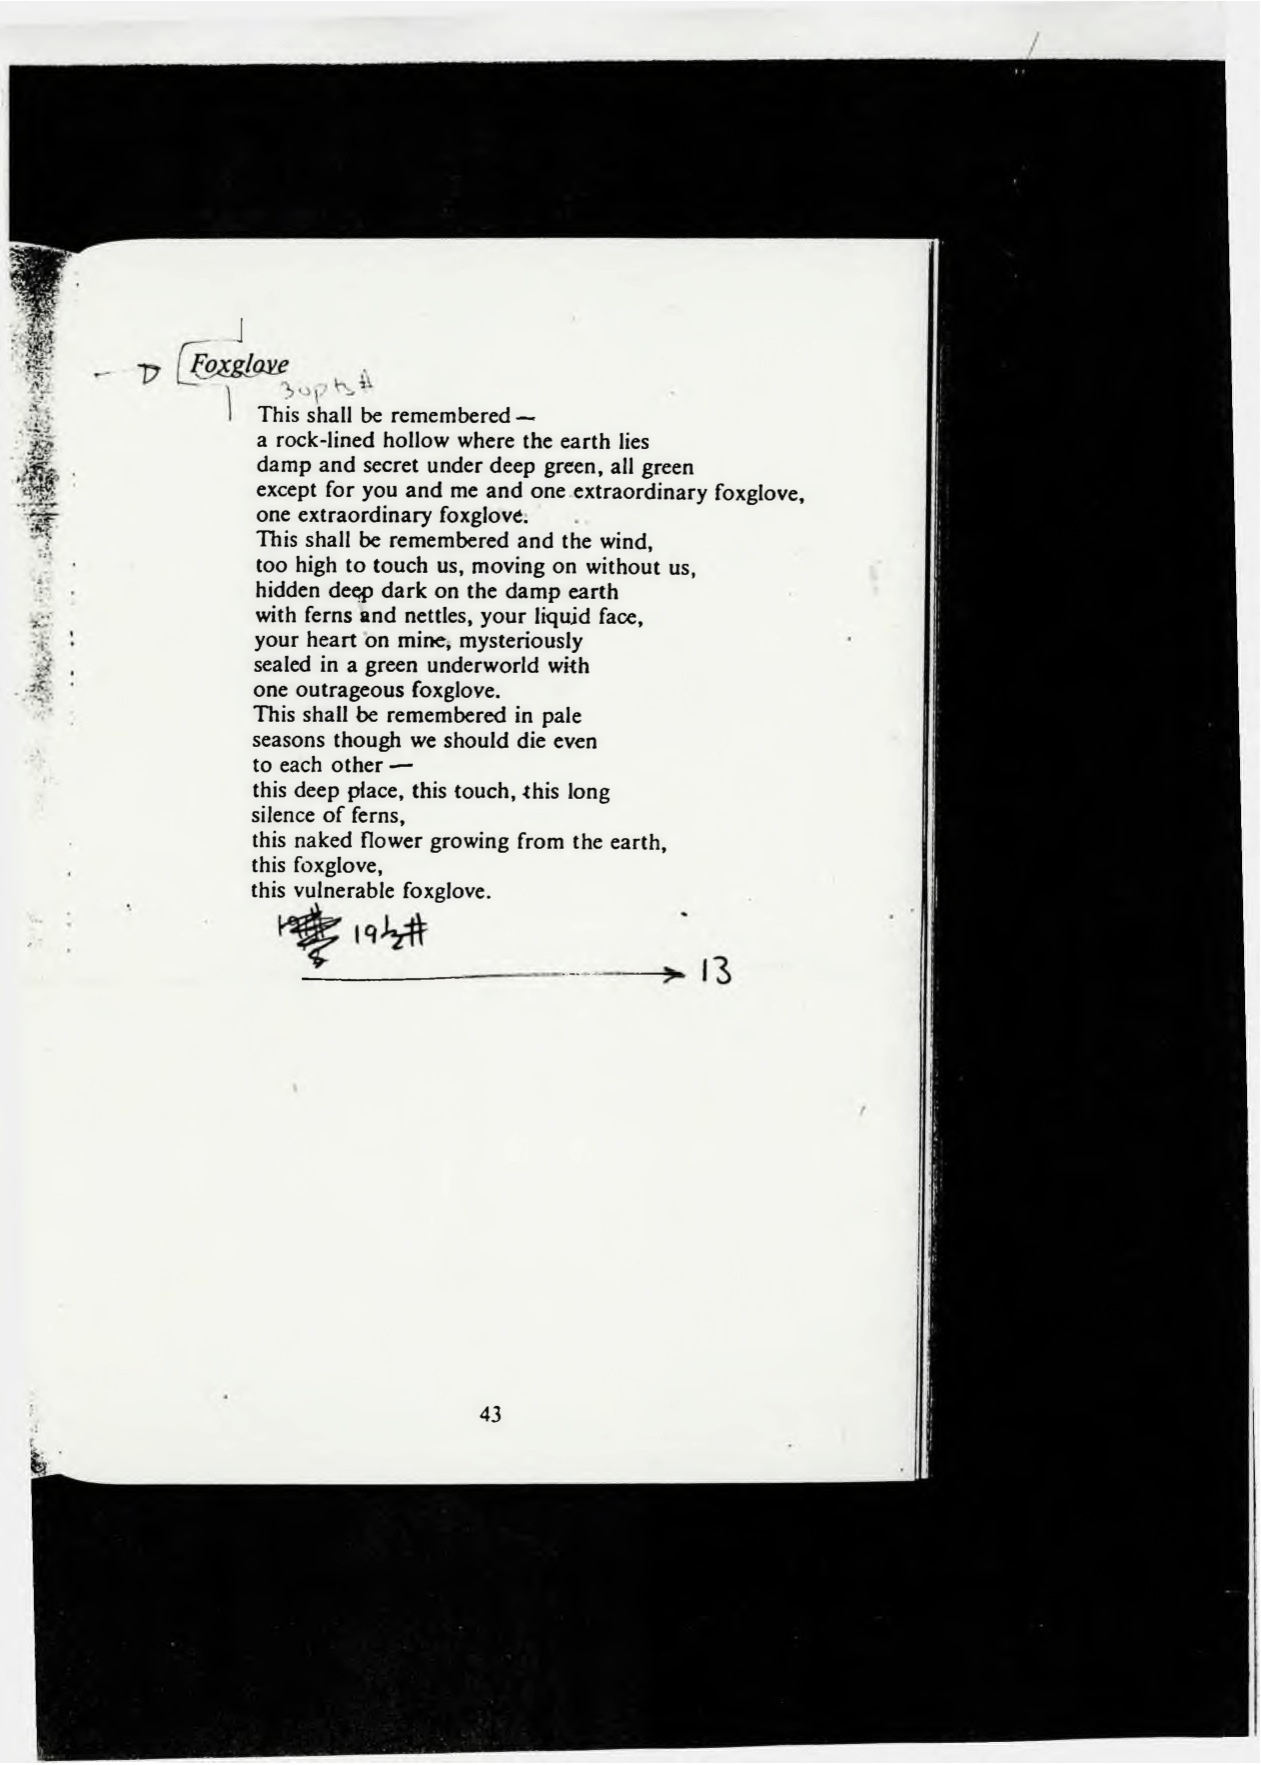 D Foxglove
30pts #
This shall be remembered —
a rock-lined hollow where the earth lies
damp and secret under deep green, all green
except for you and me and one extraordinary foxglove,
one extraordinary foxglove.
This shall be remembered and the wind,
too high to touch us, moving on without us,
hidden deep dark on the damp earth
with ferns and nettles, your liquid face,
your heart on mine, mysteriously
sealed in a green underworld with
one outrageous foxglove.
This shall be remembered in pale
seasons though we should die even
to each other —
this deep place, this touch, this long
silence of ferns,
this naked flower growing from the earth,
this foxglove,
this vulnerable foxglove.
19½#
13
43